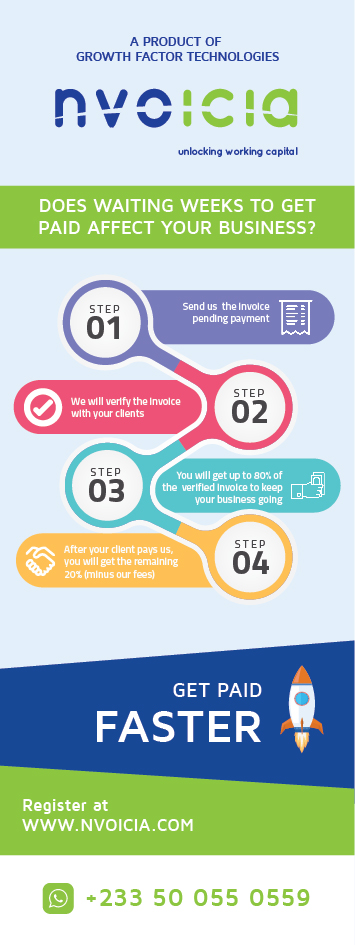 A PRODUCT OF
GROWTH FACTOR TECHNOLOGIES
nvoicia
unlocking working capital
DOES WAITING WEEKS TO GET
PAID AFFECT YOUR BUSINESS?
STEP
01
Send us the Invoice
pending payment
We will verify the Invoice
with your clients
STEP
02
STEP
03
You will get up to 80% of
the verified invoice to keep
your business going
After your client pays us,
you will get the remaining
20% (minus our fees)
STEP
04
GET PAID
FASTER
Register at
WWW.NVOICIA.COM
+233 50 055 0559